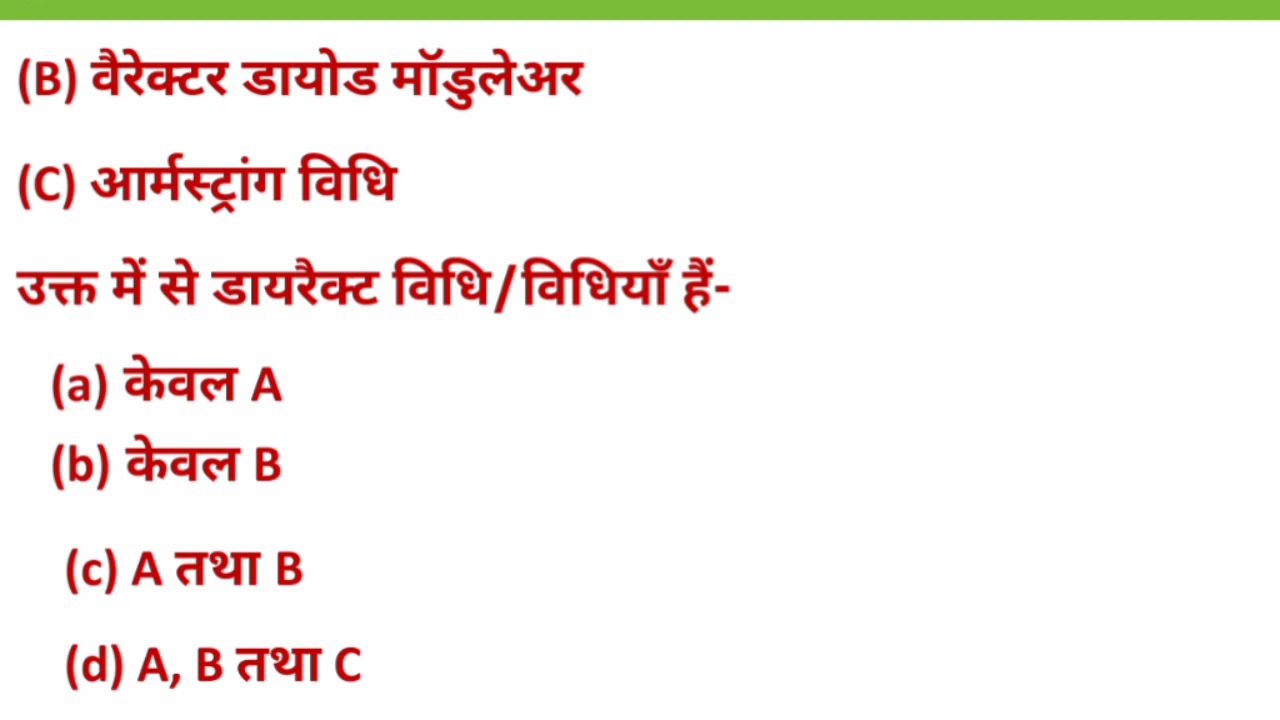 (B) वैरेक्टर डायोड मॉडुलेअर
(C) आर्मस्ट्रांग विधि
उक्त में से डायरैक्ट विधि/विधियाँ हैं-
(a) केवल A
(b) केवल B
(c) A तथा B
(d) A, B तथा C